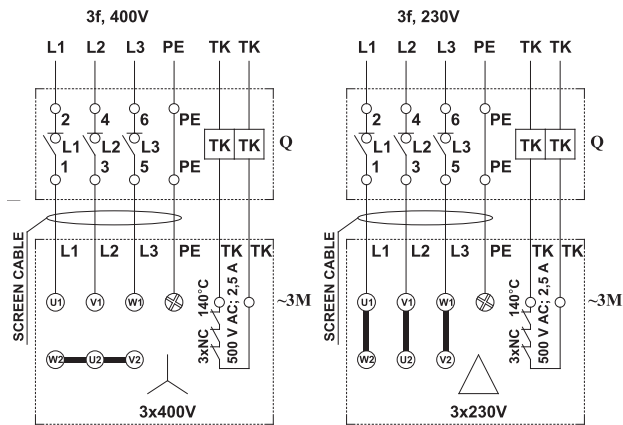 3f, 400V
L1 L2 L3 PE TK TK
2 4 6 PE
L1 L2 L3 TK TK Q
1 3 5 PE
SCREEN CABLE
L1 L2 L3 PE TK TK
U1 V1 W1
3xNC 140°C
500 V AC; 2,5 A
~3M
W2 U2 V2
3x400V
3f, 230V
L1 L2 L3 PE TK TK
2 4 6 PE
L1 L2 L3 TK TK Q
1 3 5 PE
SCREEN CABLE
L1 L2 L3 PE TK TK
U1 V1 W1
3xNC 140°C
500 V AC; 2,5 A
~3M
W2 U2 V2
3x230V